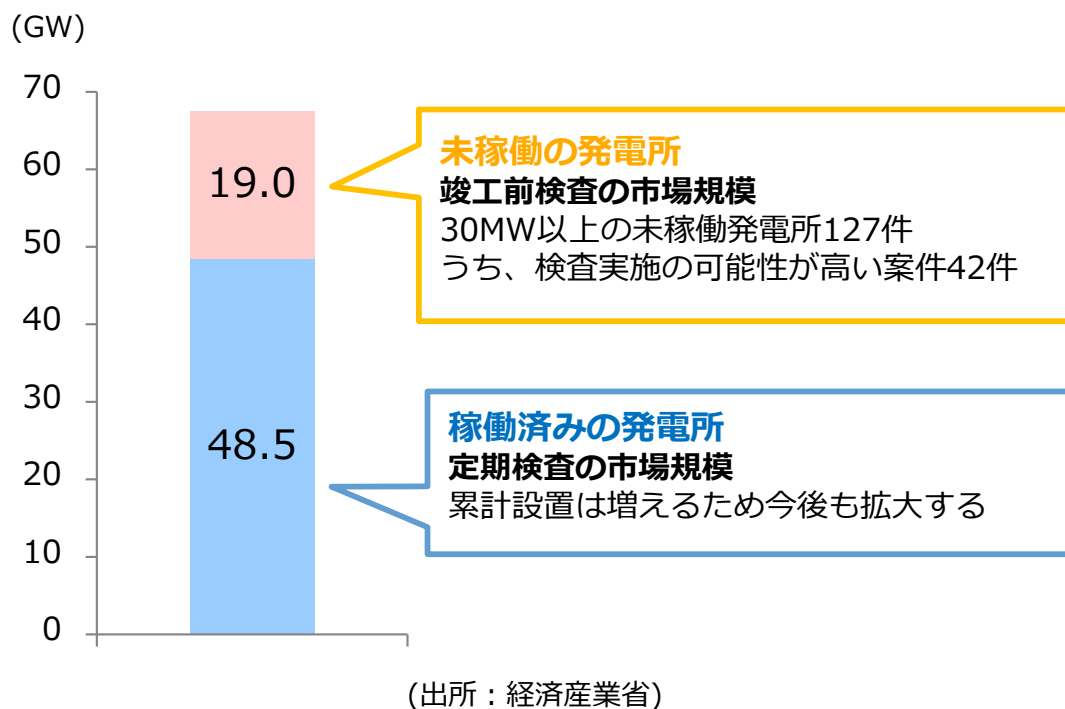 (GW)
70
60
50
40
30
20
10
0
19.0
48.5
未稼働の発電所
竣工前検査の市場規模
30MW以上の未稼働発電所127件
うち、検査実施の可能性が高い案件42件
稼働済みの発電所
定期検査の市場規模
累計設置は増えるため今後も拡大する
(出所：経済産業省)